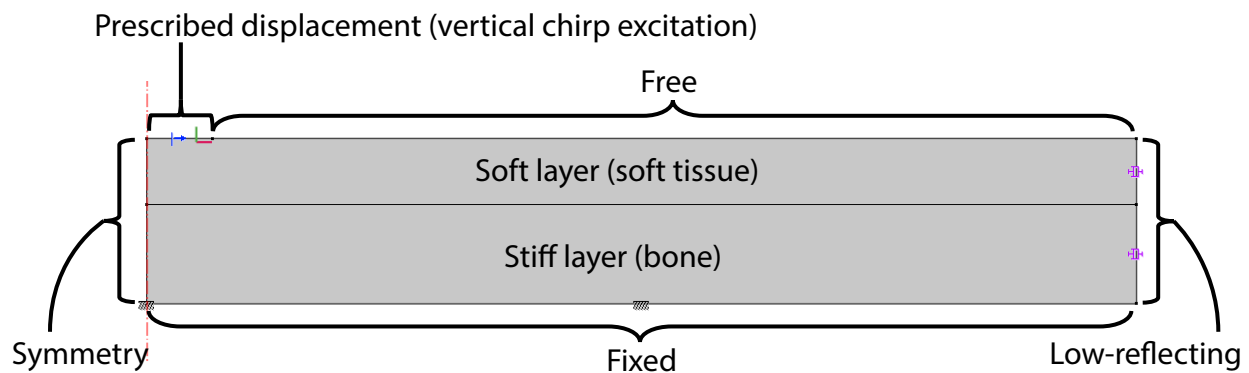 Prescribed displacement (vertical chirp excitation)
Free
Soft layer (soft tissue)
Stiff layer (bone)
Symmetry
Fixed
Low-reflecting